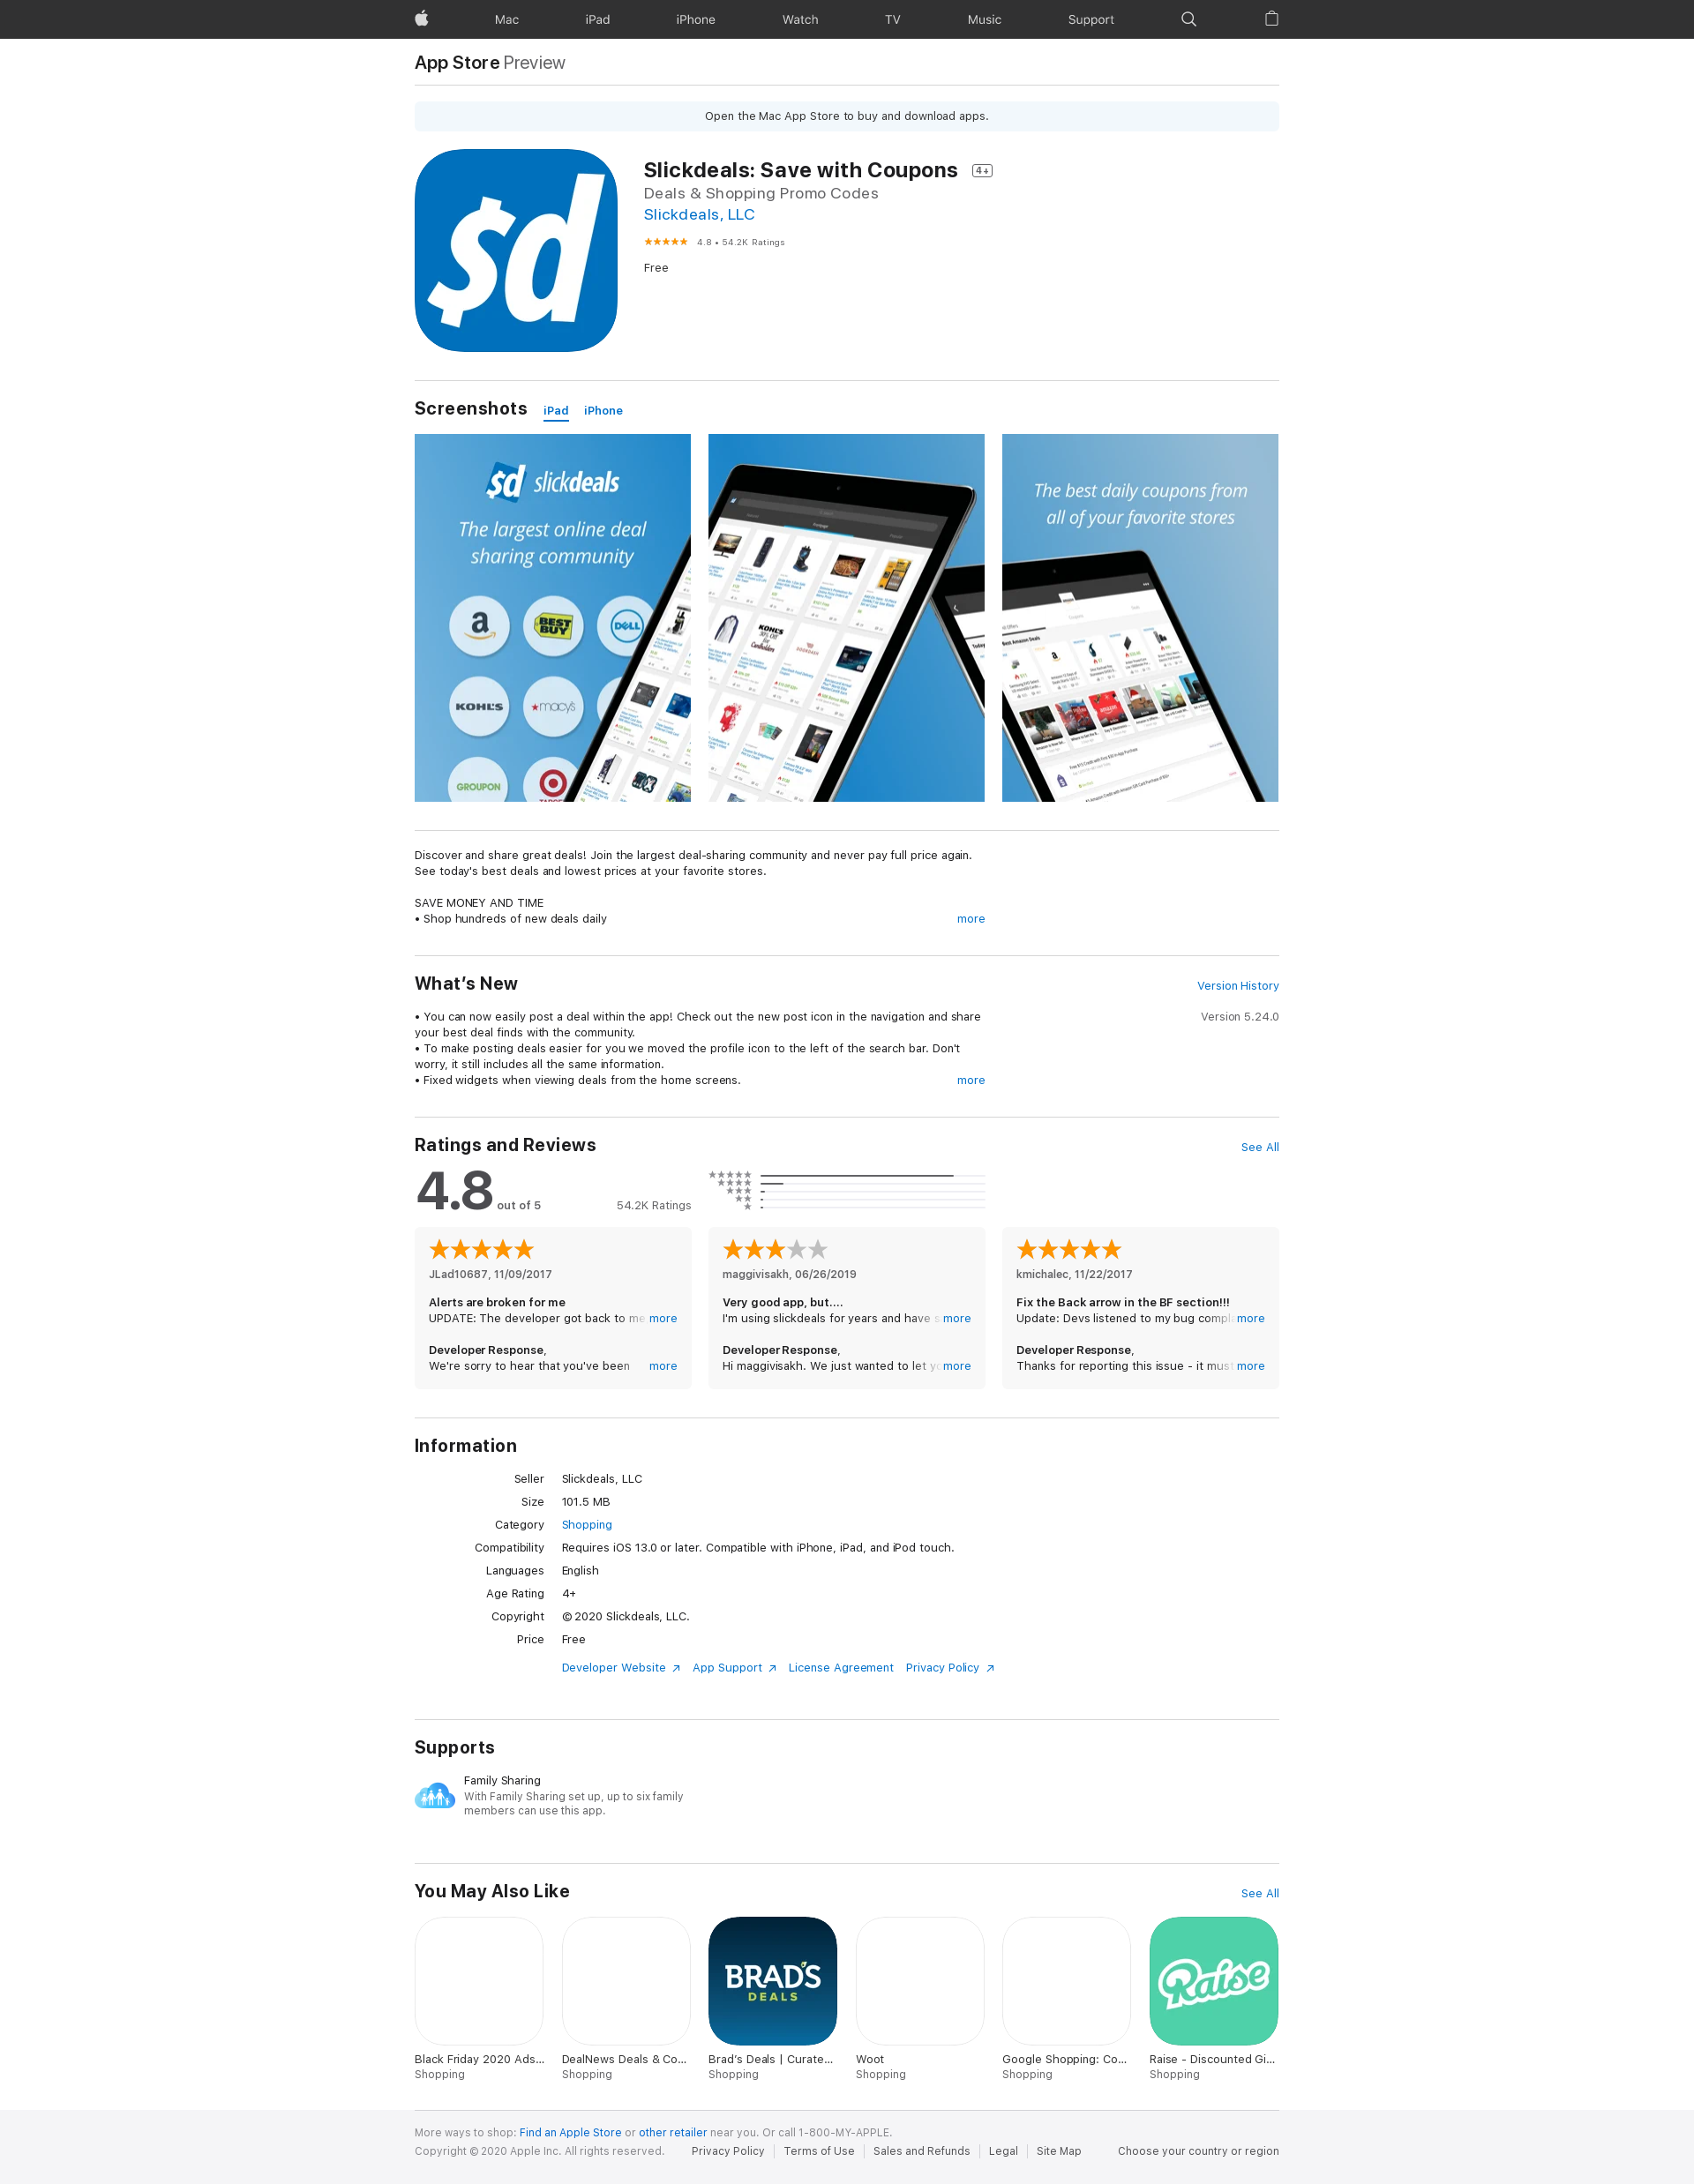 Mac iPad iPhone Watch TV Music Support
App Store Preview
Open the Mac App Store to buy and download apps.
$d
Slickdeals: Save with Coupons 4+
Deals & Shopping Promo Codes
Slickdeals, LLC
★★★★★ 4.8 • 54.2K Ratings
Free
Screenshots iPad iPhone
$d slickdeals
The largest online deal
sharing community
a BEST BUY DELL
KOHL'S ★macy's
GROUPON
KOHL'S
30% Off
for
Cardholders
The best daily coupons from
all of your favorite stores
Discover and share great deals! Join the largest deal-sharing community and never pay full price again.
See today's best deals and lowest prices at your favorite stores.
SAVE MONEY AND TIME
• Shop hundreds of new deals daily more
What's New Version History
• You can now easily post a deal within the app! Check out the new post icon in the navigation and share Version 5.24.0
your best deal finds with the community.
• To make posting deals easier for you we moved the profile icon to the left of the search bar. Don't
worry, it still includes all the same information.
• Fixed widgets when viewing deals from the home screens. more
Ratings and Reviews See All
4.8 out of 5 54.2K Ratings
JLad10687, 11/09/2017
Alerts are broken for me
UPDATE: The developer got back to me more
Developer Response,
We're sorry to hear that you've been more
maggivisakh, 06/26/2019
Very good app, but....
I'm using slickdeals for years and have s more
Developer Response,
Hi maggivisakh. We just wanted to let yo more
kmichalec, 11/22/2017
Fix the Back arrow in the BF section!!!
Update: Devs listened to my bug compla more
Developer Response,
Thanks for reporting this issue - it must more
Information
Seller Slickdeals, LLC
Size 101.5 MB
Category Shopping
Compatibility Requires iOS 13.0 or later. Compatible with iPhone, iPad, and iPod touch.
Languages English
Age Rating 4+
Copyright © 2020 Slickdeals, LLC.
Price Free
Developer Website App Support License Agreement Privacy Policy
Supports
Family Sharing
With Family Sharing set up, up to six family
members can use this app.
You May Also Like See All
BRAD'S
DEALS
Raise
Black Friday 2020 Ads... DealNews Deals & Co... Brad's Deals | Curate... Woot Google Shopping: Co... Raise - Discounted Gi...
Shopping Shopping Shopping Shopping Shopping Shopping
More ways to shop: Find an Apple Store or other retailer near you. Or call 1-800-MY-APPLE.
Copyright © 2020 Apple Inc. All rights reserved. Privacy Policy Terms of Use Sales and Refunds Legal Site Map Choose your country or region